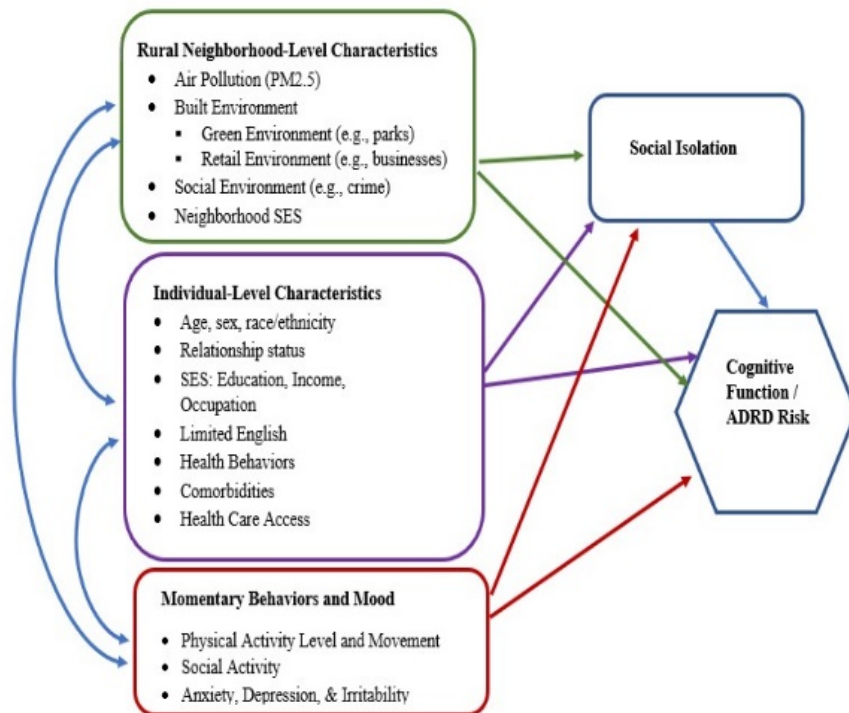 Rural Neighborhood-Level Characteristics
• Air Pollution (PM2.5)
• Built Environment
▪ Green Environment (e.g., parks)
▪ Retail Environment (e.g., businesses)
• Social Environment (e.g., crime)
• Neighborhood SES
Social Isolation
Individual-Level Characteristics
• Age, sex, race/ethnicity
• Relationship status
• SES: Education, Income,
Occupation
• Limited English
• Health Behaviors
• Comorbidities
• Health Care Access
Cognitive
Function /
ADRD Risk
Momentary Behaviors and Mood
• Physical Activity Level and Movement
• Social Activity
• Anxiety, Depression, & Irritability